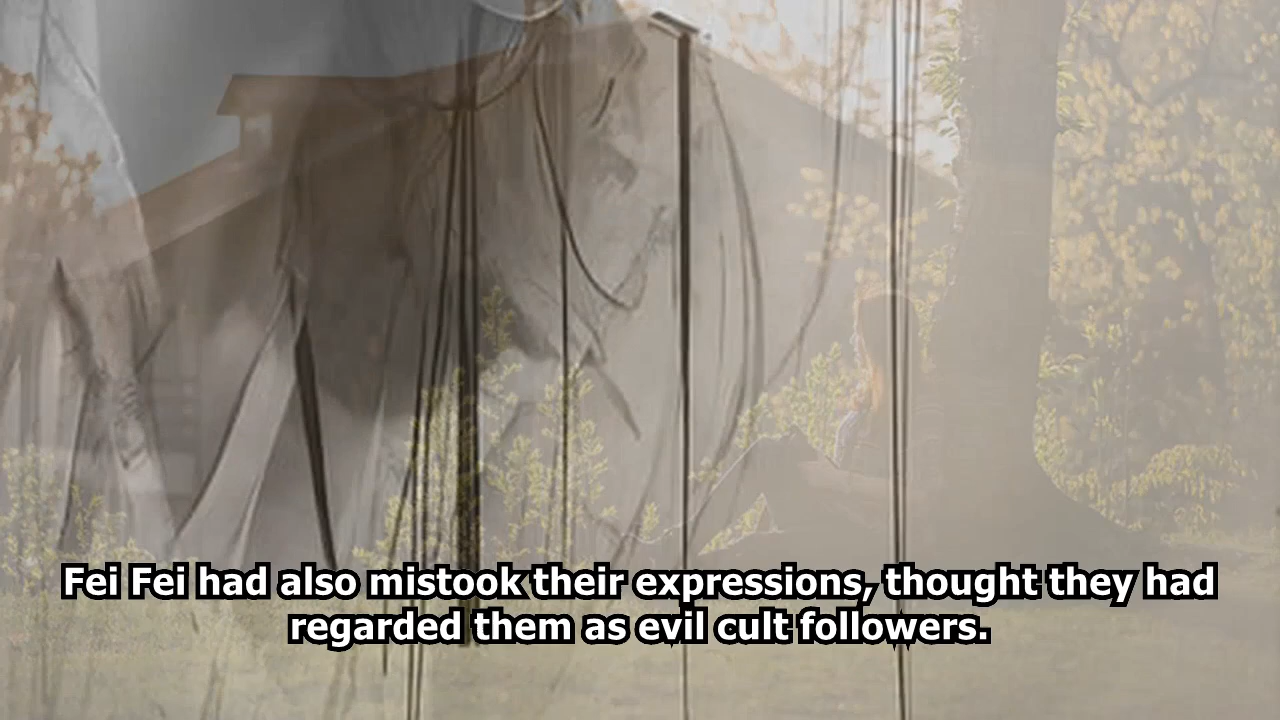 Fei Fei had also mistook their expressions, thought they had
regarded them as evil cult followers.